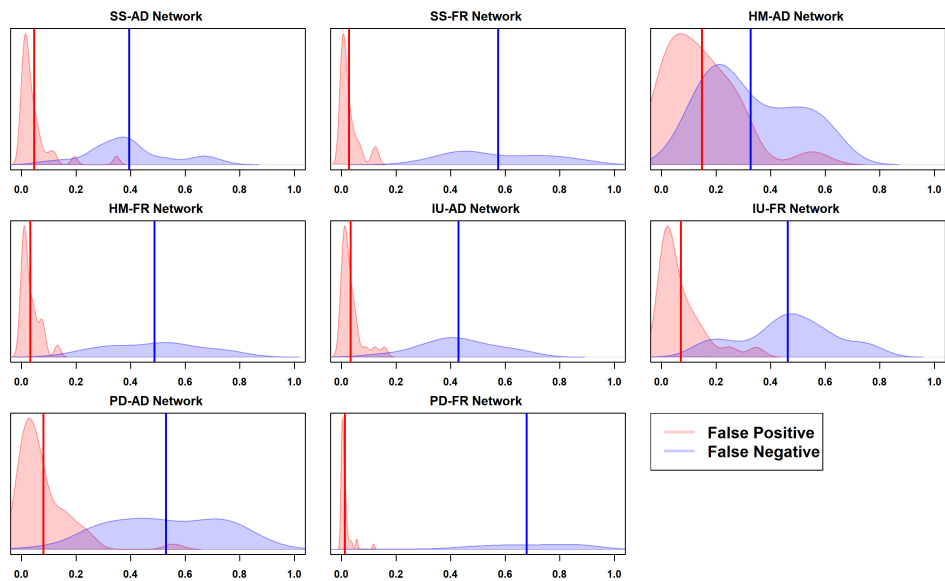 SS-AD Network
SS-FR Network
HM-AD Network
0.0 0.2 0.4 0.6 0.8 1.0
0.0 0.2 0.4 0.6 0.8 1.0
0.0 0.2 0.4 0.6 0.8 1.0
HM-FR Network
IU-AD Network
IU-FR Network
0.0 0.2 0.4 0.6 0.8 1.0
0.0 0.2 0.4 0.6 0.8 1.0
0.0 0.2 0.4 0.6 0.8 1.0
PD-AD Network
PD-FR Network
False Positive
False Negative
0.0 0.2 0.4 0.6 0.8 1.0
0.0 0.2 0.4 0.6 0.8 1.0